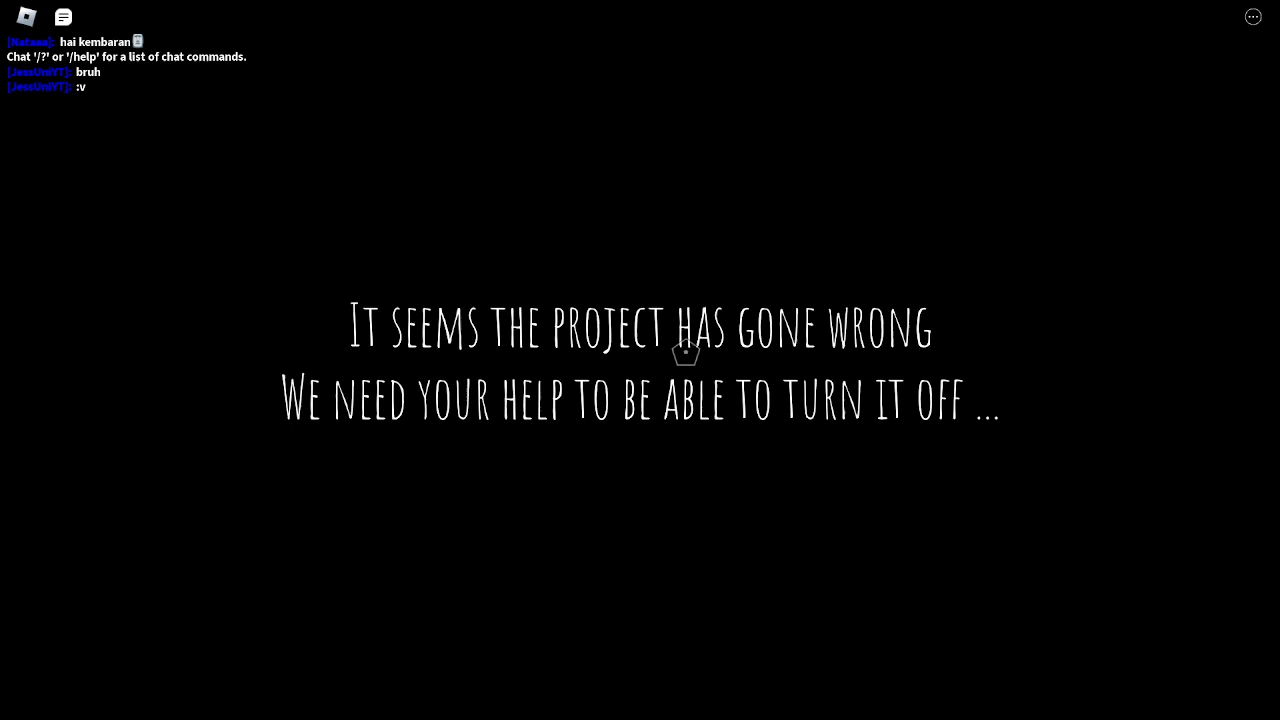 [Nataaa]: hai kembaran🗿
Chat '/?' or '/help' for a list of chat commands.
[JessUniYT]: bruh
[JessUniYT]: :v
It seems the project has gone wrong
We need your help to be able to turn it off ...